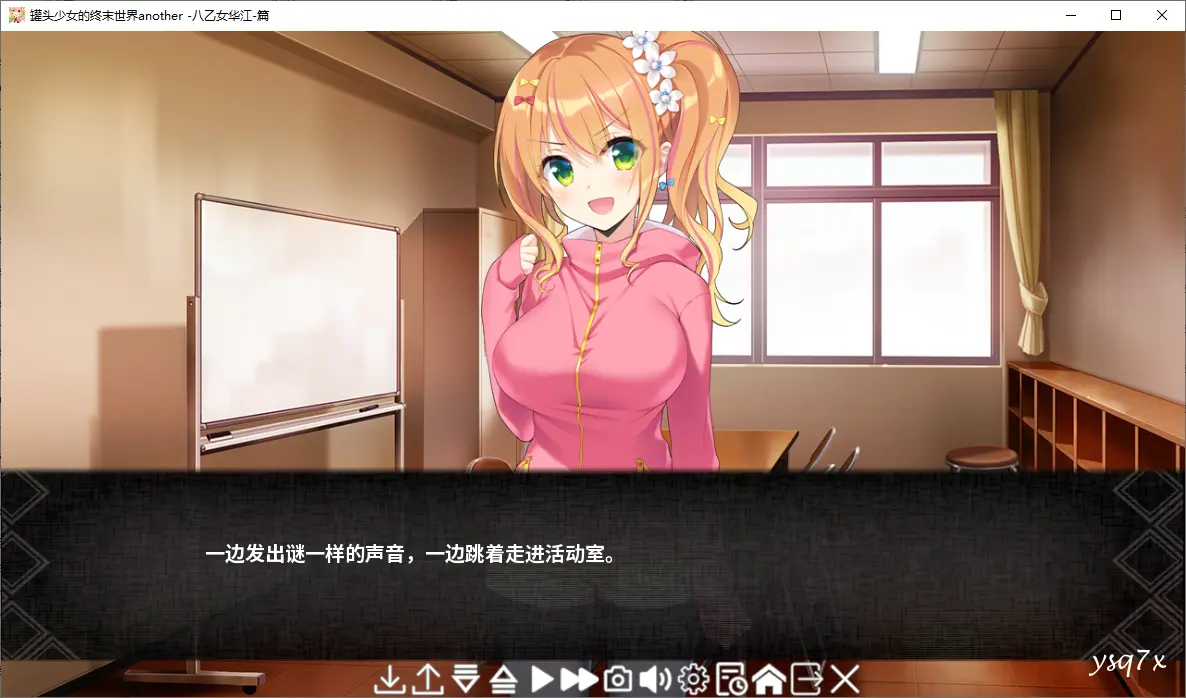 罐头少女的终末世界another -八乙女华江-篇
一边发出谜一样的声音，一边跳着走进活动室。
ysq7x